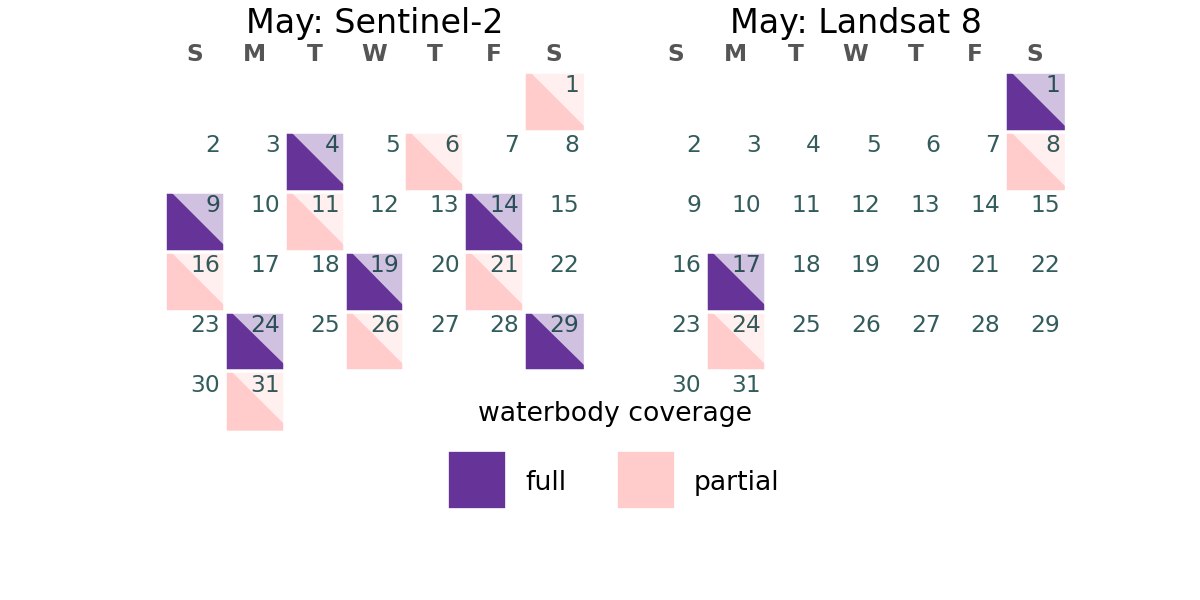 May: Sentinel-2
S M T W T F S
1
2 3 4 5 6 7 8
9 10 11 12 13 14 15
16 17 18 19 20 21 22
23 24 25 26 27 28 29
30 31
May: Landsat 8
S M T W T F S
1
2 3 4 5 6 7 8
9 10 11 12 13 14 15
16 17 18 19 20 21 22
23 24 25 26 27 28 29
30 31
waterbody coverage
full
partial